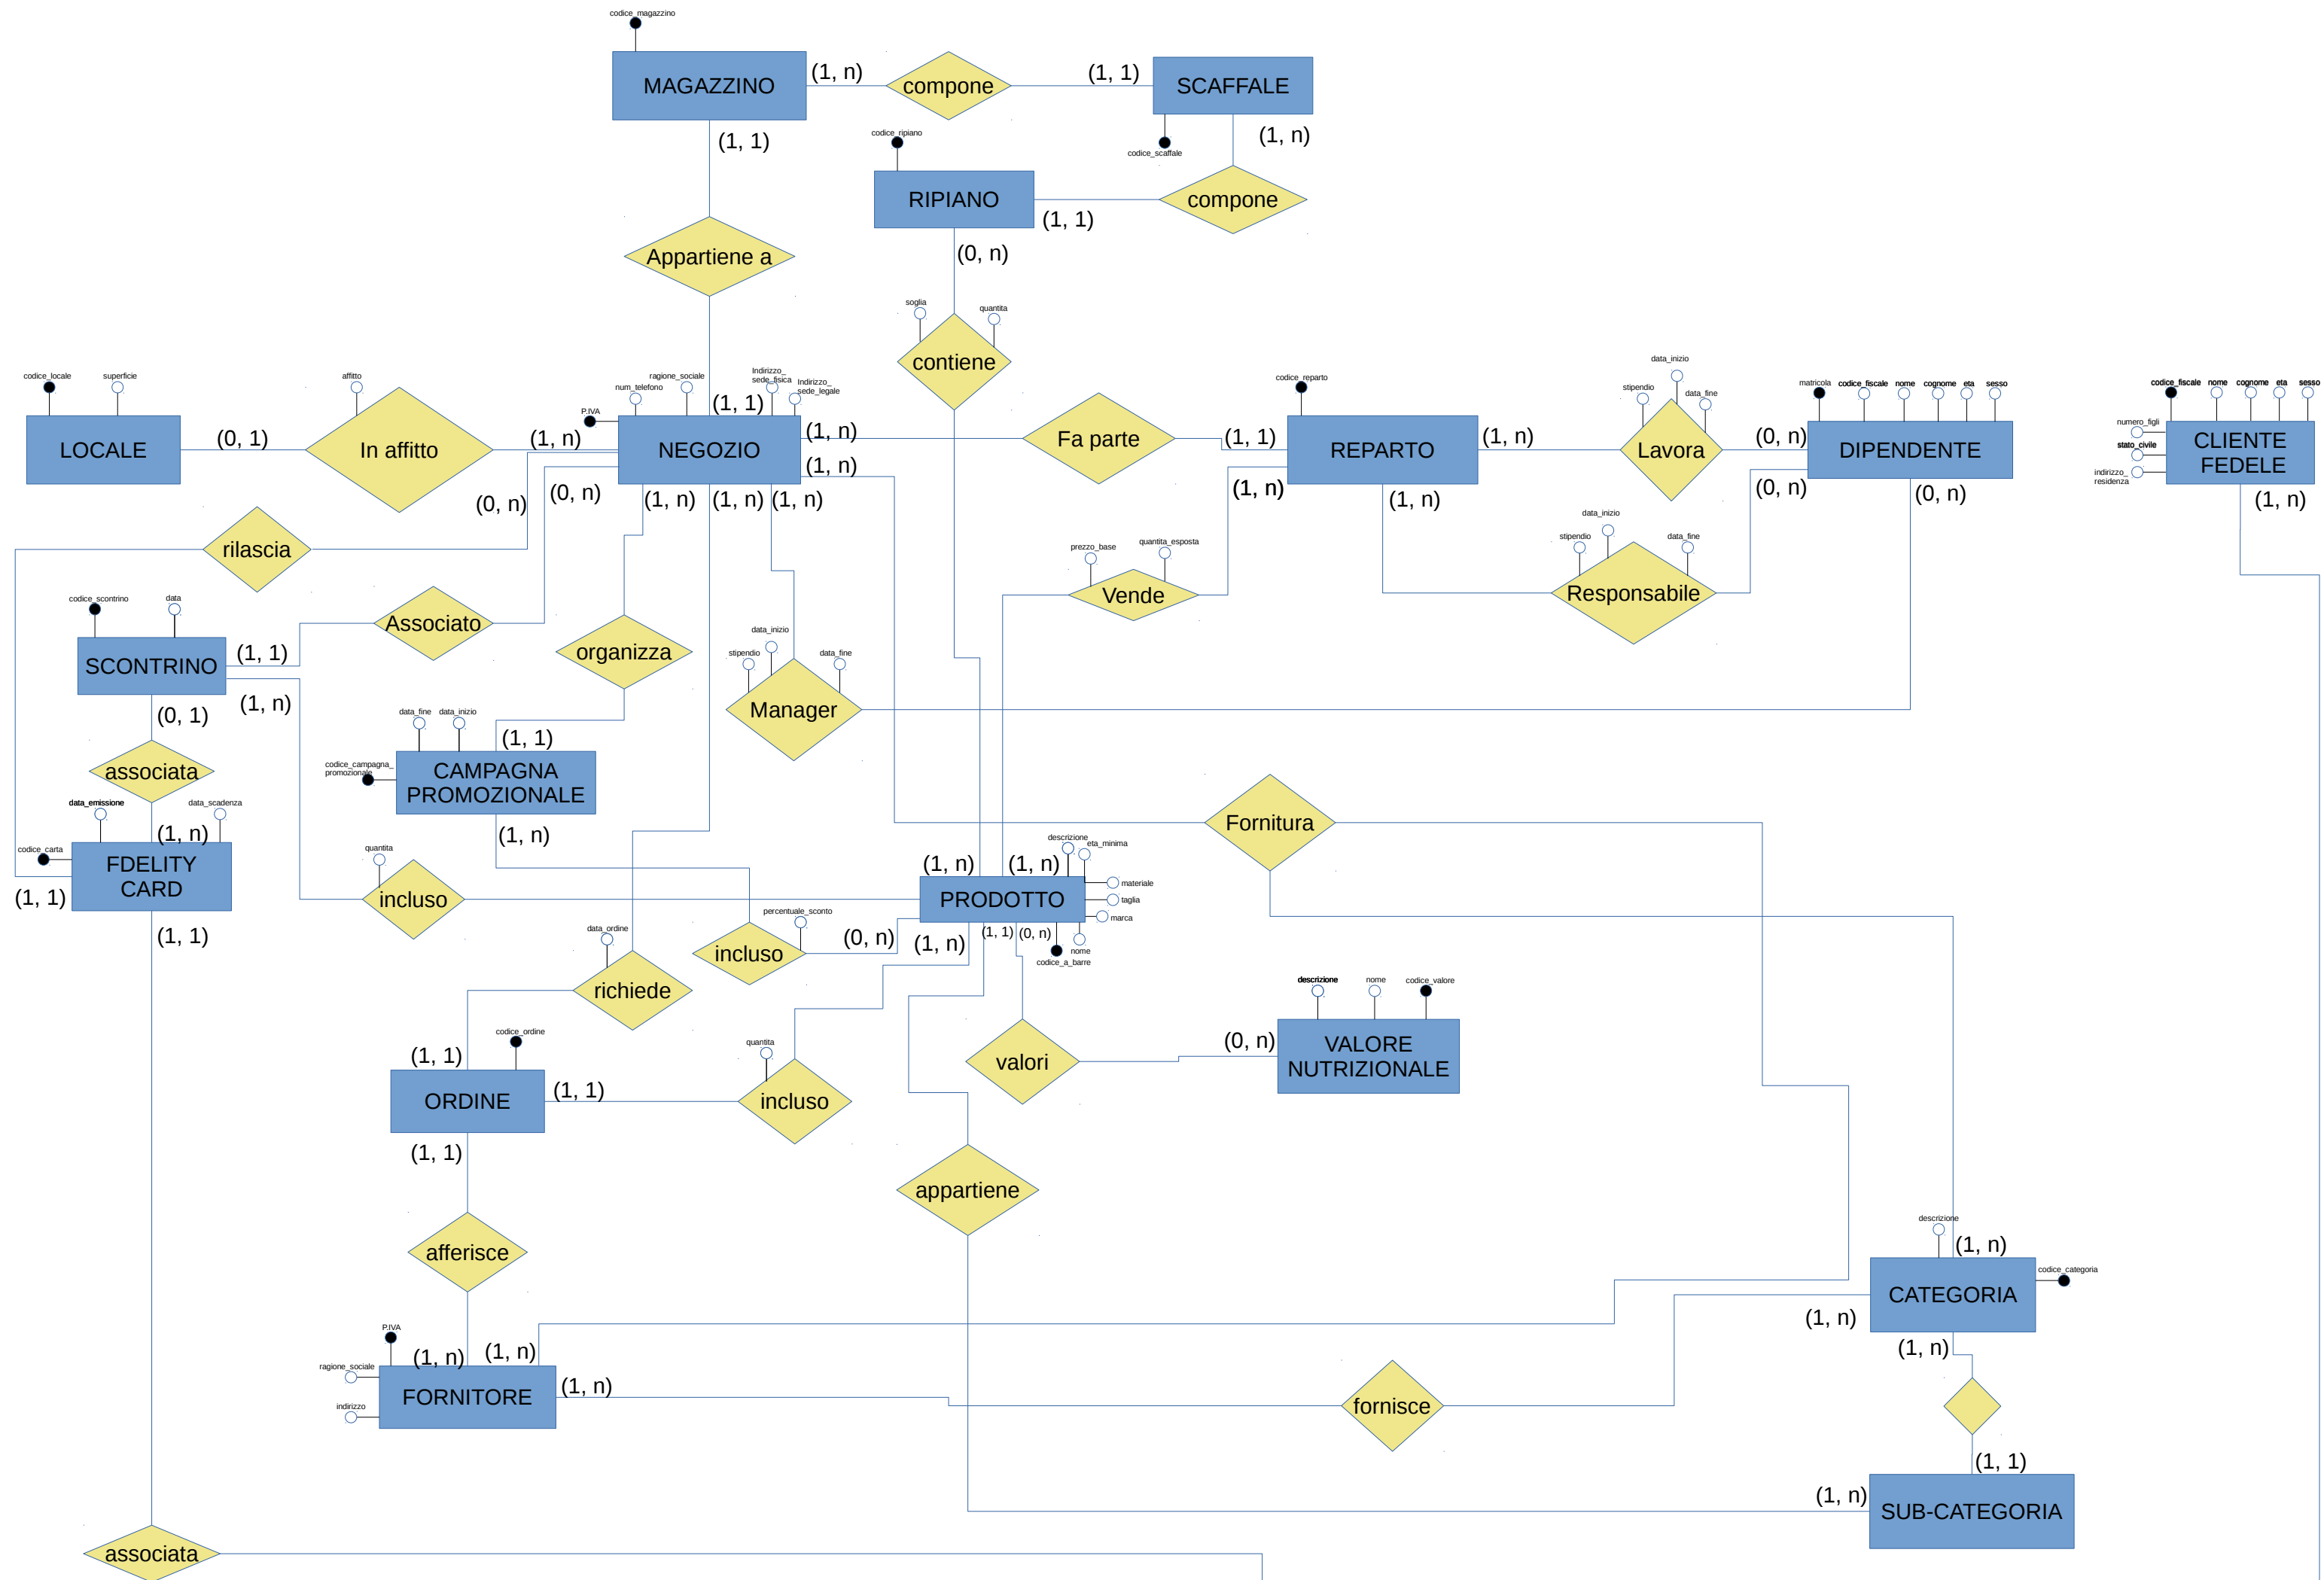 codice_magazzino
MAGAZZINO
(1, n)
compone
(1, 1)
SCAFFALE
(1, 1)
codice_ripiano
codice_scaffale
(1, n)
RIPIANO
(1, 1)
compone
Appartiene a
(0, n)
soglia
quantita
contiene
codice_locale
superficie
affitto
num_telefono
ragione_sociale
Indirizzo_
sede_fisica
Indirizzo_
sede_legale
P.IVA
(1, 1)
LOCALE
(0, 1)
In affitto
(1, n)
NEGOZIO
(1, n)
(1, n)
Fa parte
(1, 1)
codice_reparto
REPARTO
(1, n)
data_inizio
stipendio
data_fine
Lavora
(0, n)
matricola
codice_fiscale
nome
cognome
eta
sesso
DIPENDENTE
codice_fiscale
nome
cognome
eta
sesso
numero_figli
stato_civile
indirizzo_
residenza
CLIENTE
FEDELE
(0, n)
(0, n)
(1, n)
(1, n)
(1, n)
(1, n)
(1, n)
(0, n)
(0, n)
(1, n)
rilascia
prezzo_base
quantita_esposta
Vende
data_inizio
stipendio
data_fine
Responsabile
codice_scontrino
data
Associato
SCONTRINO
(1, 1)
(1, n)
(0, 1)
organizza
data_inizio
stipendio
data_fine
Manager
data_fine
data_inizio
(1, 1)
codice_campagna_
promozionale
CAMPAGNA
PROMOZIONALE
(1, n)
associata
data_emissione
data_scadenza
(1, n)
codice_carta
FDELITY
CARD
(1, 1)
(1, 1)
Fornitura
quantita
incluso
(1, n)
(1, n)
descrizione
eta_minima
materiale
taglia
marca
PRODOTTO
nome
codice_a_barre
percentuale_sconto
incluso
(0, n)
(1, n)
(1, 1)
(0, n)
data_ordine
richiede
descrizione
nome
codice_valore
valori
(0, n)
VALORE
NUTRIZIONALE
codice_ordine
(1, 1)
ORDINE
(1, 1)
quantita
incluso
(1, 1)
appartiene
afferisce
descrizione
(1, n)
CATEGORIA
codice_categoria
(1, n)
(1, n)
P.IVA
ragione_sociale
indirizzo
(1, n)
(1, n)
FORNITORE
(1, n)
fornisce
(1, 1)
(1, n)
SUB-CATEGORIA
associata